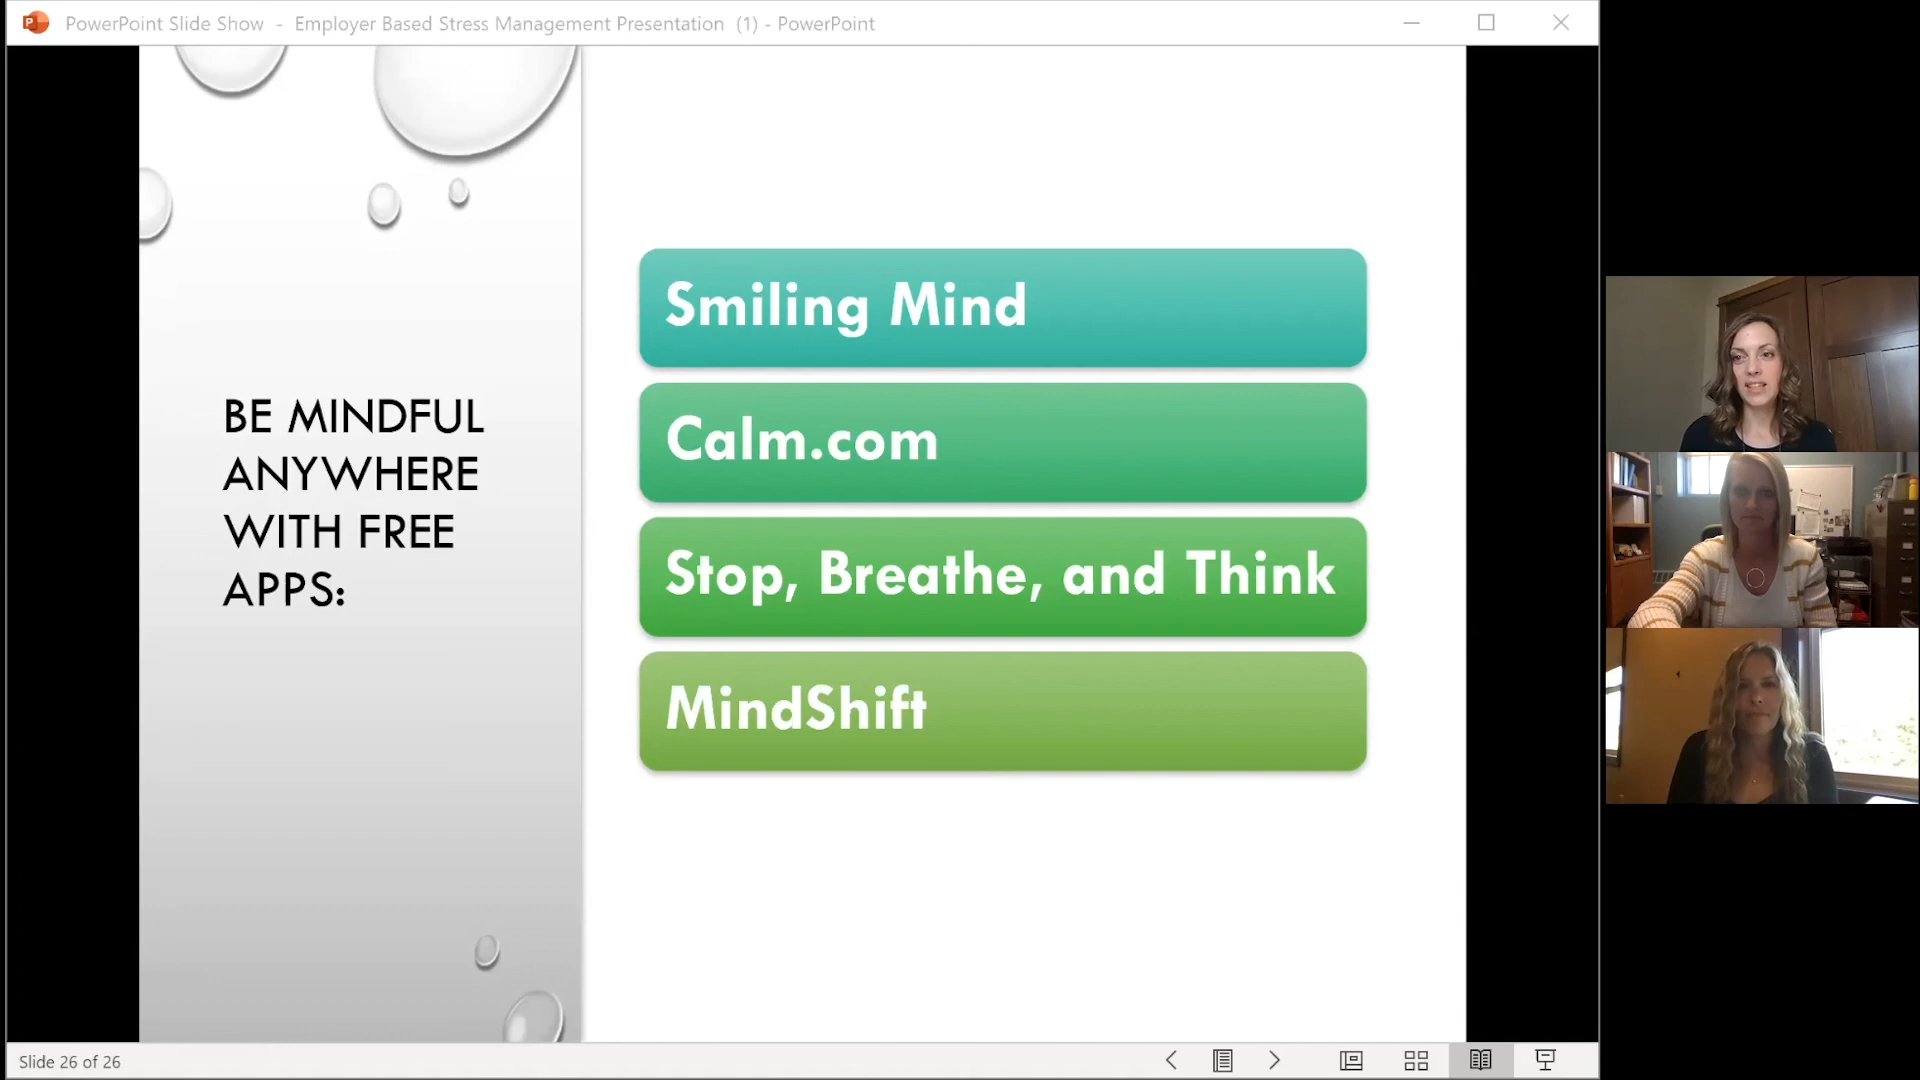 PowerPoint Slide Show - Employer Based Stress Management Presentation (1) - PowerPoint
BE MINDFUL
ANYWHERE
WITH FREE
APPS:
Smiling Mind
Calm.com
Stop, Breathe, and Think
MindShift
Slide 26 of 26